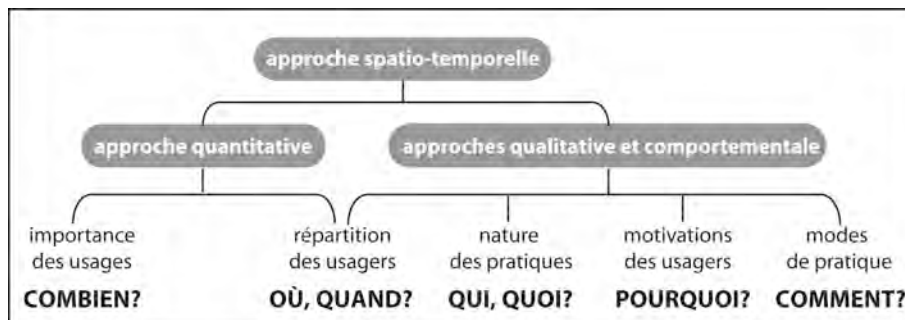 approche spatio-temporelle
approche quantitative
approches qualitative et comportementale
importance
des usages
COMBIEN?
répartition
des usagers
OÙ, QUAND?
nature
des pratiques
QUI, QUOI?
motivations
des usagers
POURQUOI?
modes
de pratique
COMMENT?